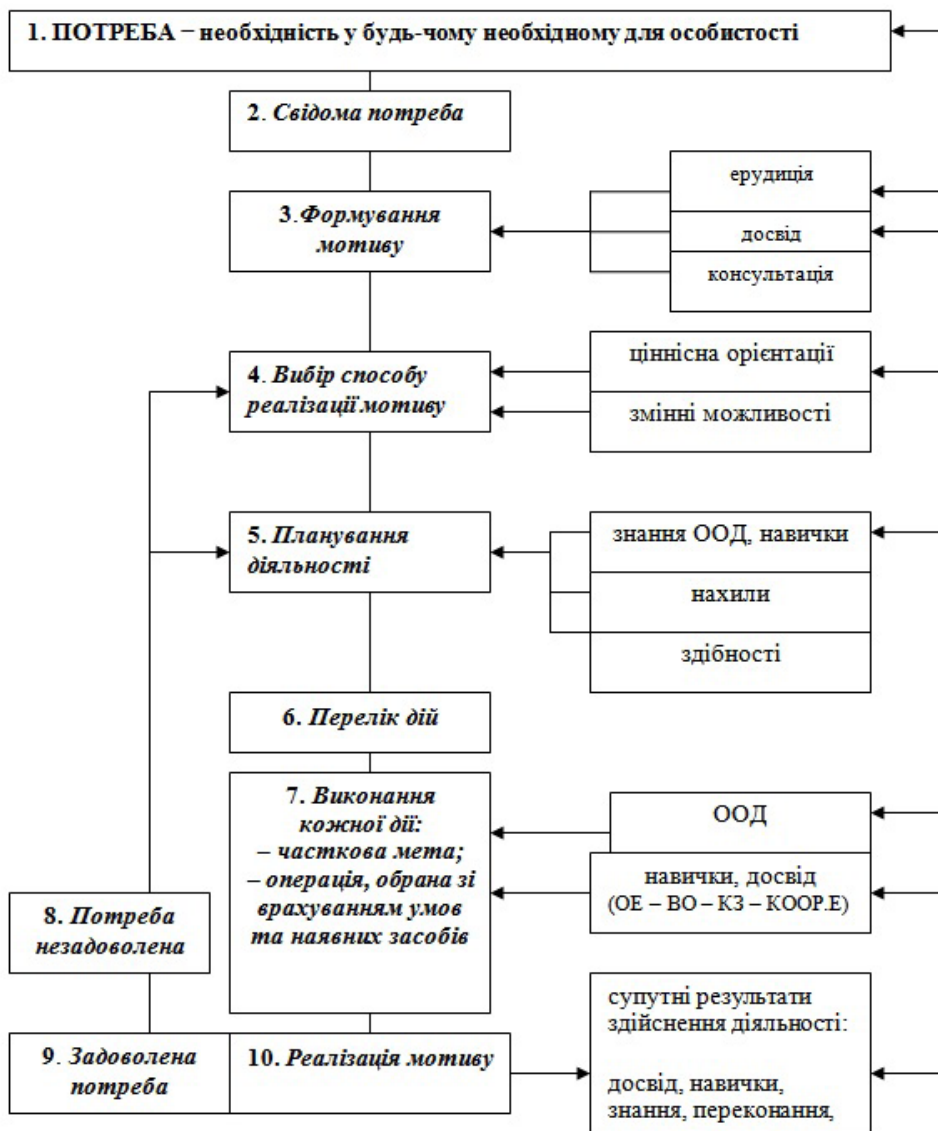 1. ПОТРЕБА – необхідність у будь-чому необхідному для особистості
2. Свідома потреба
3.Формування
мотиву
ерудиція
досвід
консультація
4. Вибір способу
реалізації мотиву
ціннісна орієнтації
змінні можливості
5. Планування
діяльності
знання ООД, навички
нахили
здібності
6. Перелік дій
7. Виконання
кожної дії:
– часткова мета;
– операція, обрана зі
врахуванням умов
та наявних засобів
ООД
навички, досвід
(ОЕ – ВО – КЗ – КООР.Е)
8. Потреба
незадоволена
9. Задоволена
потреба
10. Реалізація мотиву
супутні результати
здійснення діяльності:
досвід, навички,
знання, переконання,